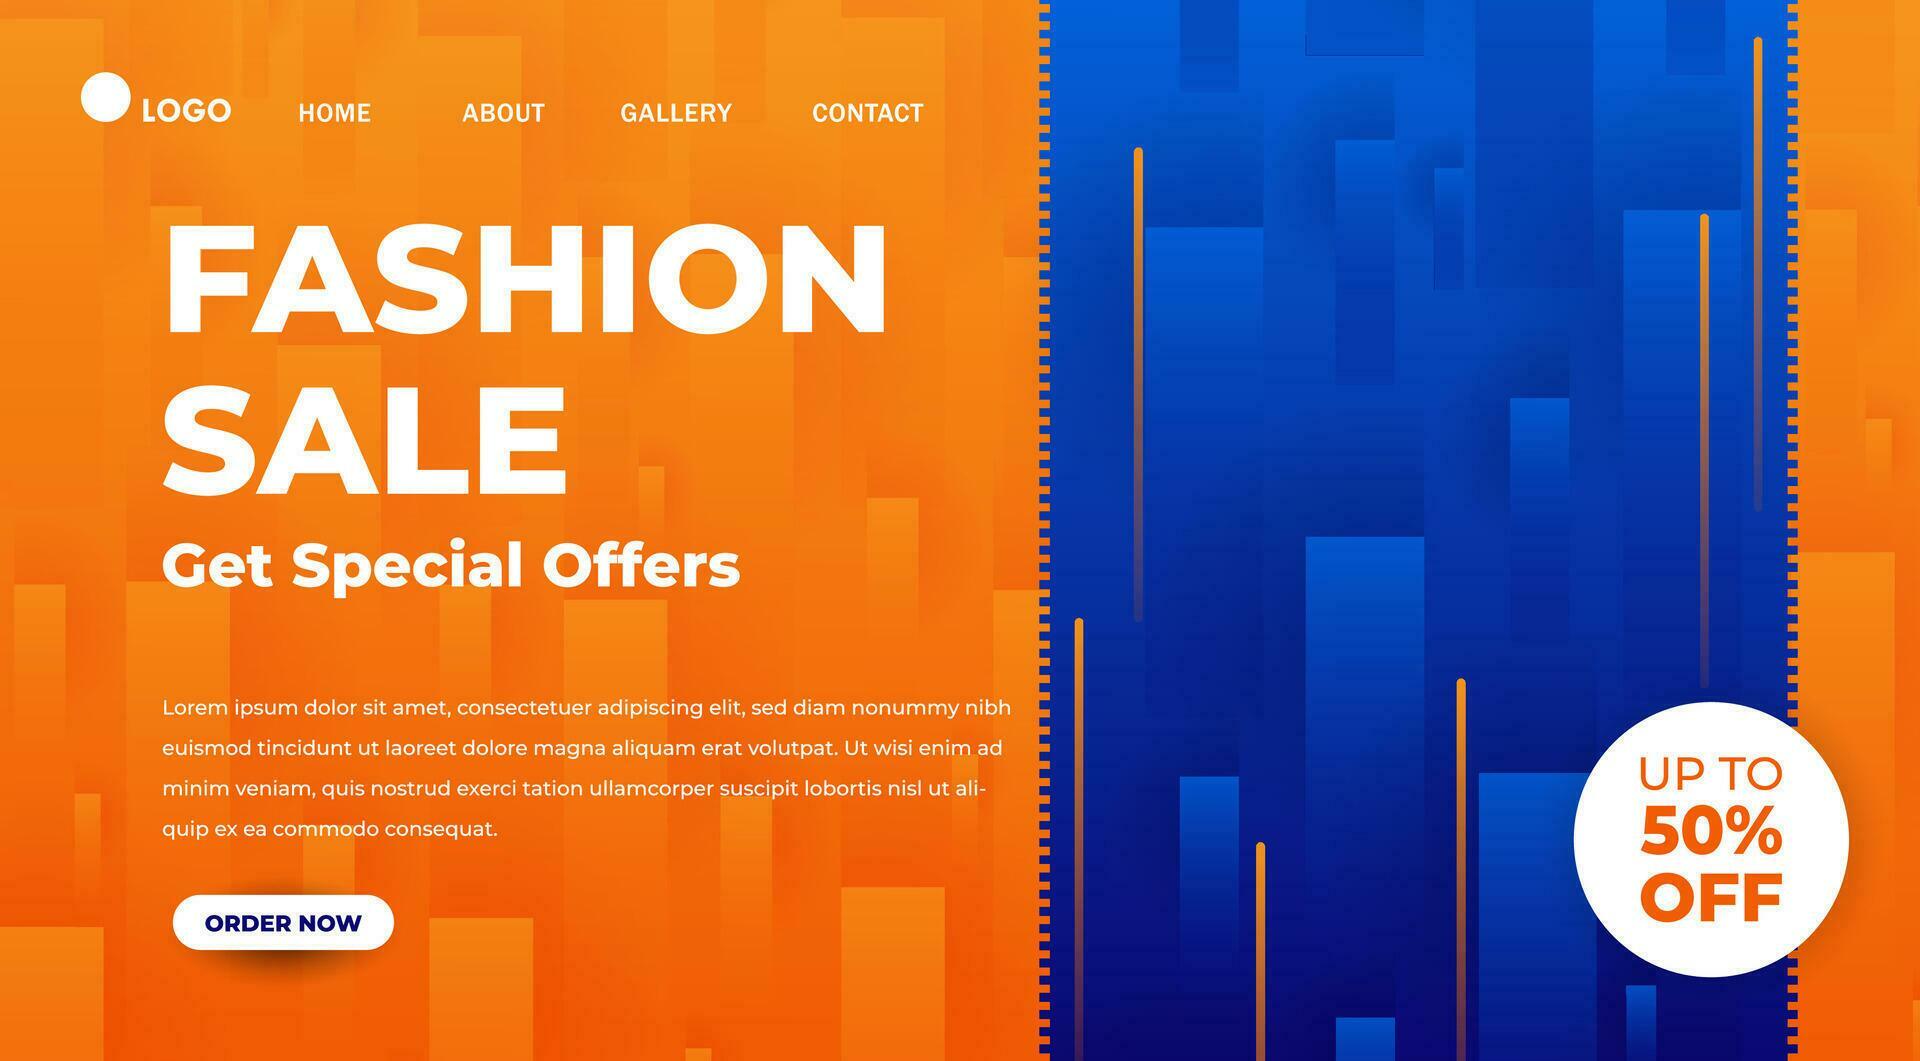 LOGO HOME ABOUT GALLERY CONTACT
FASHION
SALE
Get Special Offers
Lorem ipsum dolor sit amet, consectetuer adipiscing elit, sed diam nonummy nibh
euismod tincidunt ut laoreet dolore magna aliquam erat volutpat. Ut wisi enim ad
minim veniam, quis nostrud exerci tation ullamcorper suscipit lobortis nisl ut ali-
quip ex ea commodo consequat.
ORDER NOW
UP TO
50%
OFF